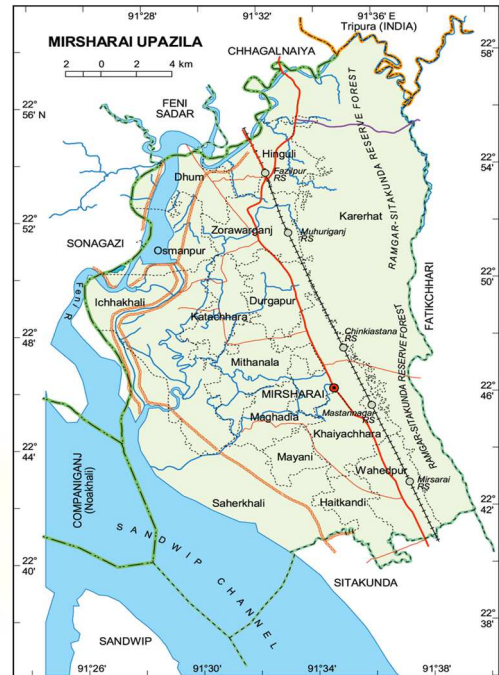 91°28'
91°32'
91°36' E
Tripura (INDIA)
MIRSHARAI UPAZILA
2 0 2 4 km
CHHAGALNAIYA
22°
58'
22°
56' N
FENI
SADAR
Hinguli
Fazilpur
RS
22°
54'
Dhum
RAMGAR-SITAKUNDA RESERVE FOREST
Karerhat
22°
52'
Zorawarganj
Muhuriganj
RS
SONAGAZI
Osmanpur
FATIKCHHARI
22°
50'
Feni R
Ichhakhali
Katachhara
Durgapur
22°
48'
Chinkiastana
RS
Mithanala
RAMGAR-SITAKUNDA RESERVE FOREST
22°
46'
MIRSHARAI
Mastannagar
RS
Maghadia
22°
44'
Khaiyachhara
Mayani
Wahedpur
Mirsarai
RS
COMPANIGANJ
(Noakhali)
Saherkhali
Haitkandi
22°
42'
SANDWIP CHANNEL
22°
40'
SITAKUNDA
22°
38'
SANDWIP
91°26'
91°30'
91°34'
91°38'